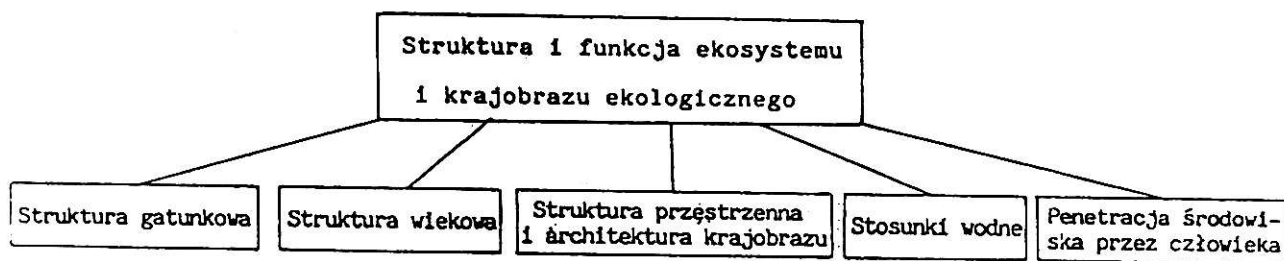 Struktura i funkcja ekosystemu
i krajobrazu ekologicznego
Struktura gatunkowa
Struktura wiekowa
Struktura przęstrzenna
i architektura krajobrazu
Stosunki wodne
Penetracja środowi-
ska przez człowieka